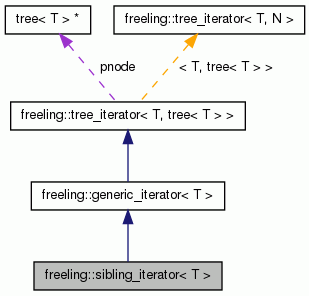 tree< T > *
freeling::tree_iterator< T, N >
pnode
< T, tree< T > >
freeling::tree_iterator< T, tree< T > >
freeling::generic_iterator< T >
freeling::sibling_iterator< T >